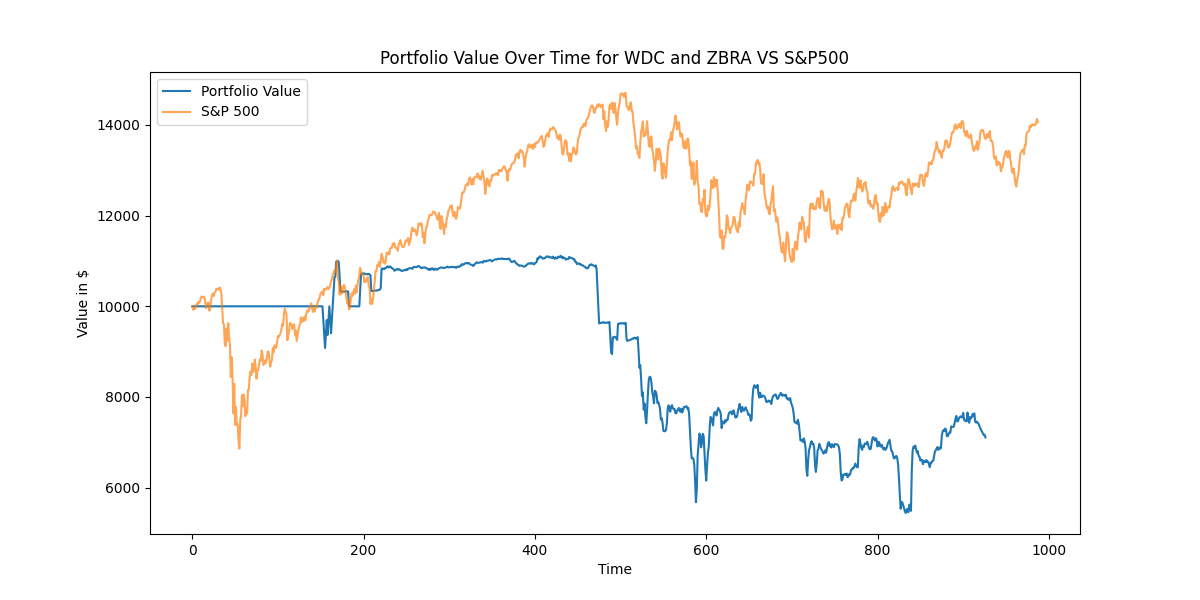 Portfolio Value Over Time for WDC and ZBRA VS S&P500
Portfolio Value
S&P 500
14000
12000
10000
8000
6000
Value in $
0 200 400 600 800 1000
Time